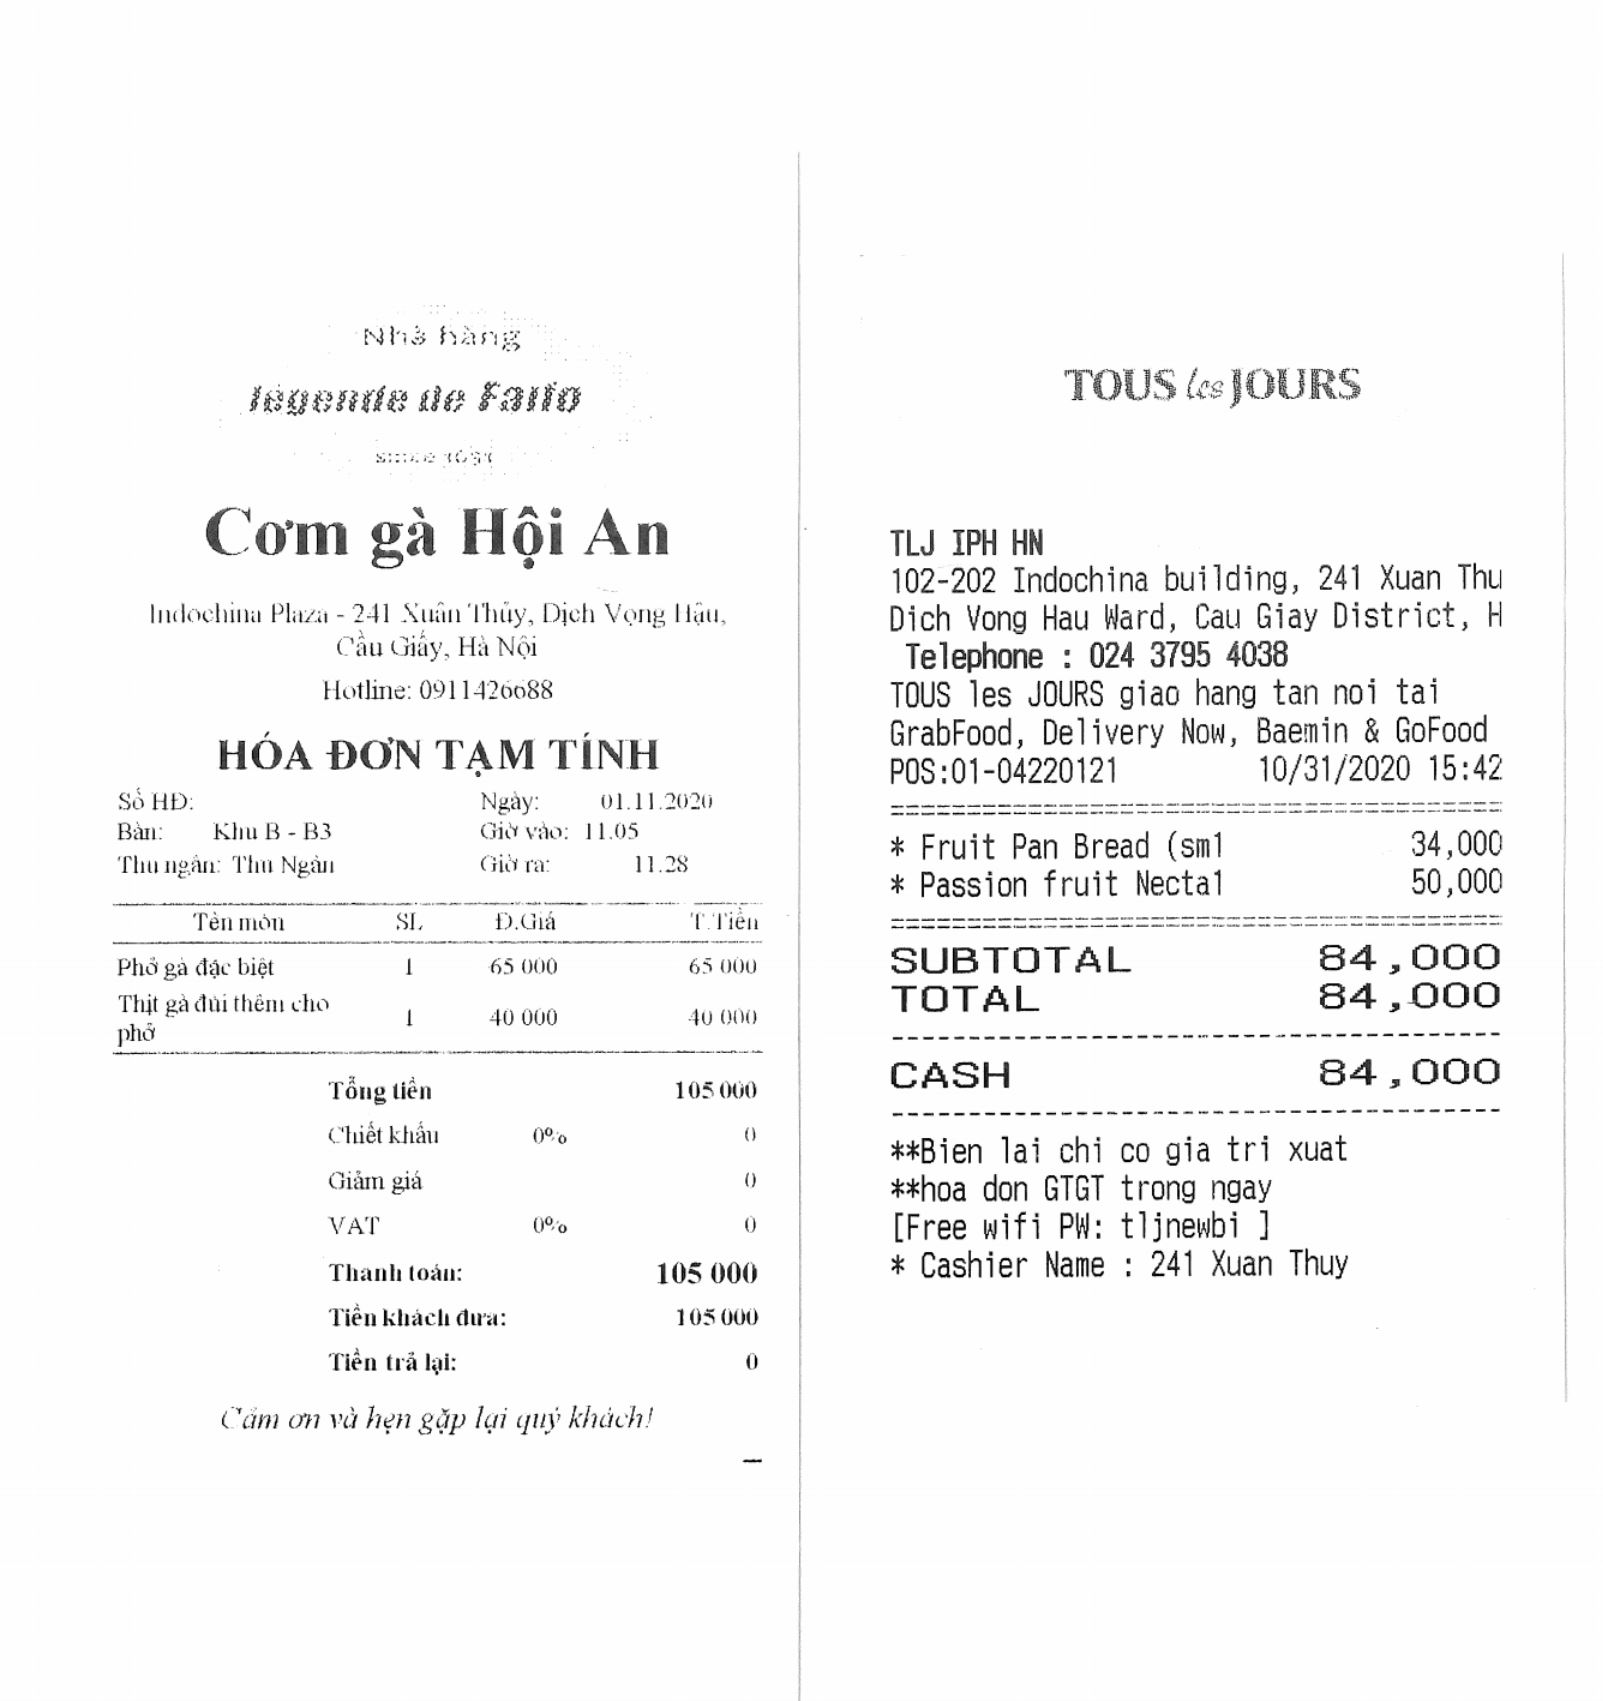 Nhà hàng
légende de Faifo
since
Cơm gà Hội An
Indochina Plaza - 241 Xuân Thủy, Dịch Vọng Hậu,
Cầu Giấy, Hà Nội
Hotline: 0911426688
HÓA ĐƠN TẠM TÍNH
Số HĐ: Ngày: 01.11.2020
Bàn: Khu B - B3 Giờ vào: 11.05
Thu ngân: Thu Ngân Giờ ra: 11.28
Tên món SL Đ.Giá T.Tiền
Phở gà đặc biệt 1 65 000 65 000
Thịt gà đùi thêm cho
phở 1 40 000 40 000
Tổng tiền 105 000
Chiết khấu 0% 0
Giảm giá 0
VAT 0% 0
Thanh toán: 105 000
Tiền khách đưa: 105 000
Tiền trả lại: 0
Cảm ơn và hẹn gặp lại quý khách!
TOUS les JOURS
TLJ IPH HN
102-202 Indochina building, 241 Xuan Thu
Dich Vong Hau Ward, Cau Giay District, H
Telephone : 024 3795 4038
TOUS les JOURS giao hang tan noi tai
GrabFood, Delivery Now, Baemin & GoFood
POS:01-04220121 10/31/2020 15:42
* Fruit Pan Bread (sm1 34,000
* Passion fruit Necta1 50,000
SUBTOTAL 84,000
TOTAL 84,000
CASH 84,000
**Bien lai chi co gia tri xuat
**hoa don GTGT trong ngay
[Free wifi PW: tljnewbi ]
* Cashier Name : 241 Xuan Thuy